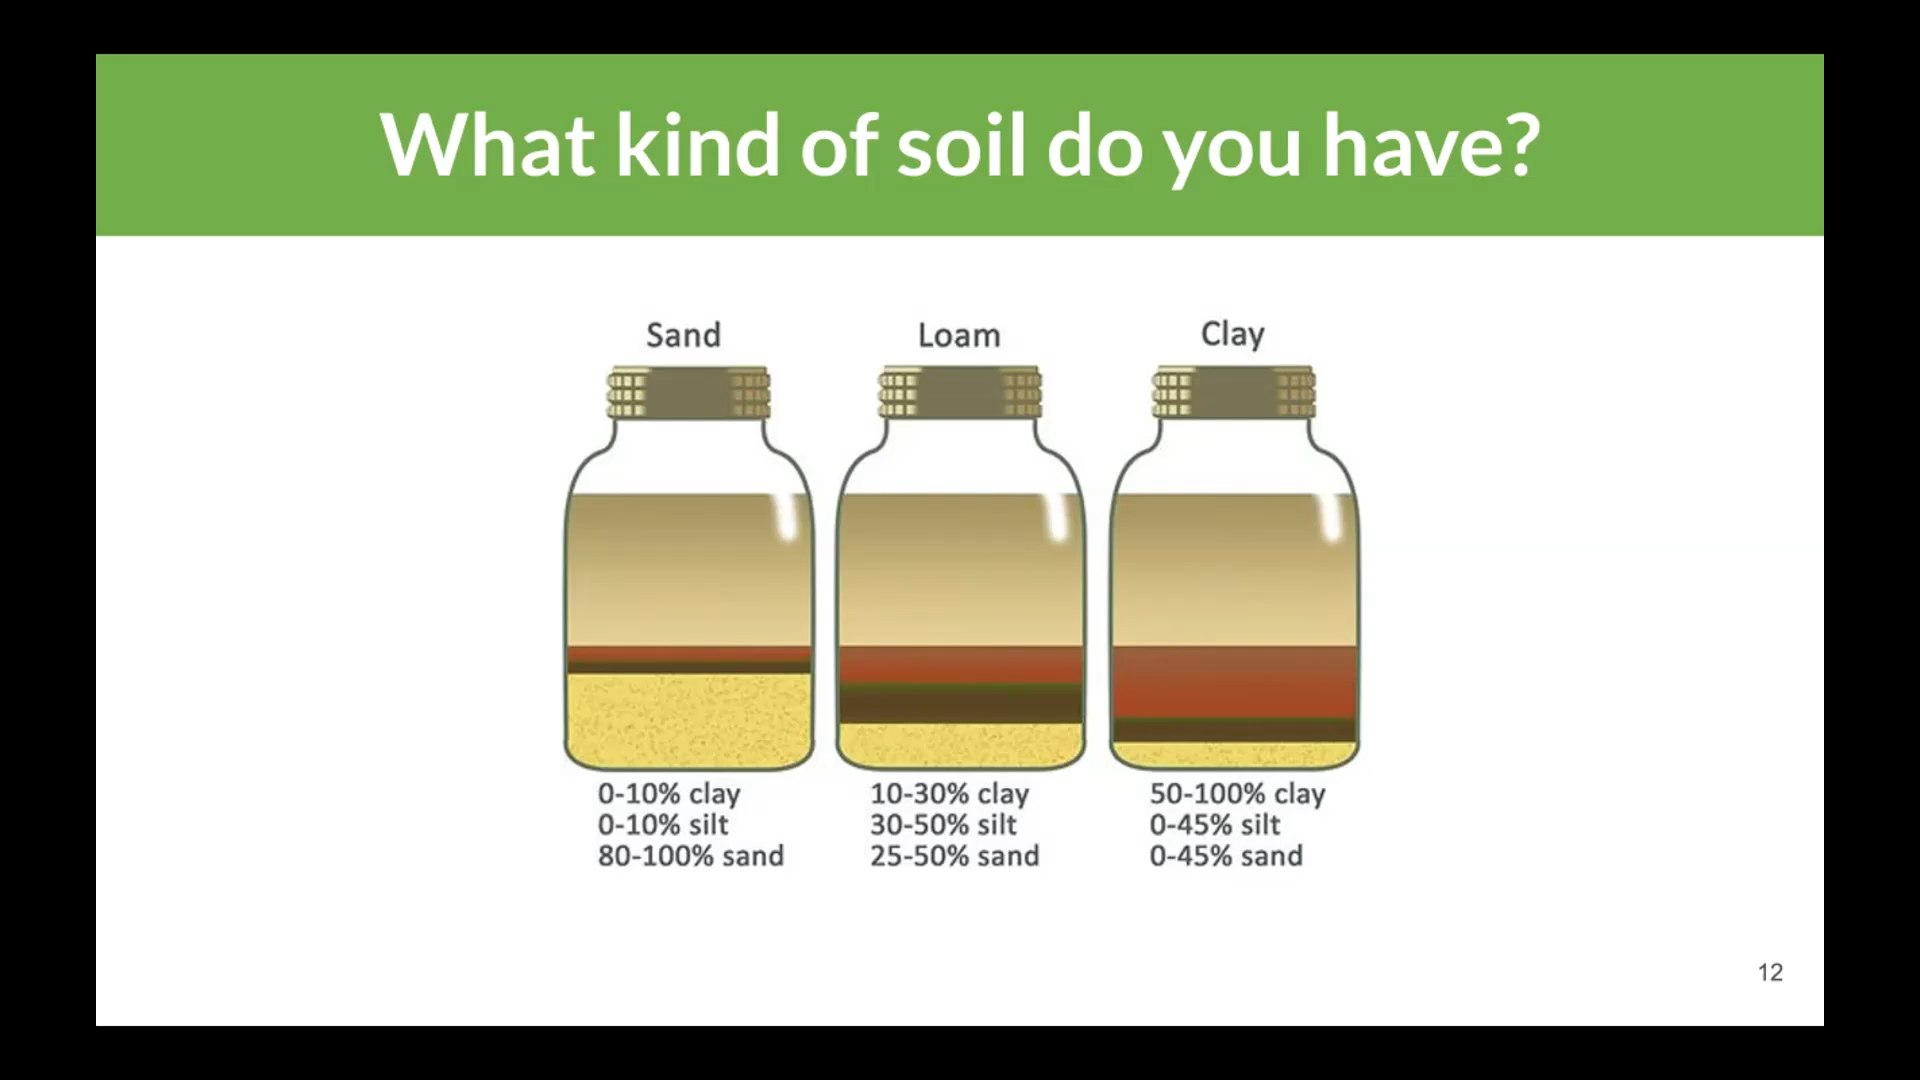 What kind of soil do you have?
Sand
Loam
Clay
0-10% clay
0-10% silt
80-100% sand
10-30% clay
30-50% silt
25-50% sand
50-100% clay
0-45% silt
0-45% sand
12